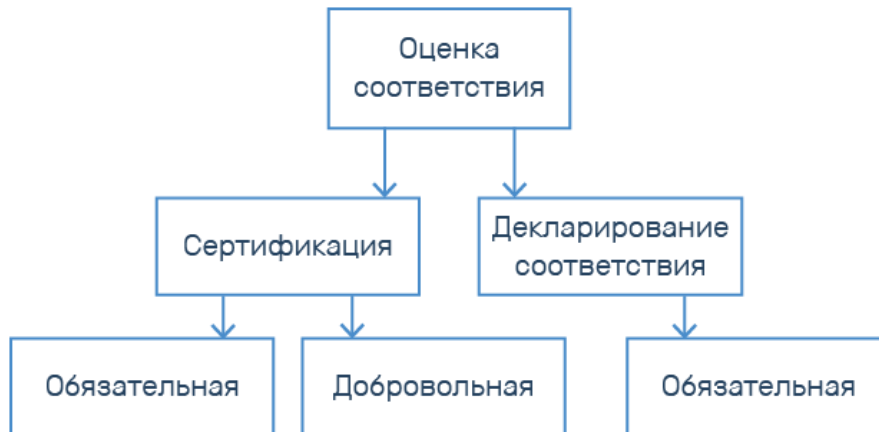 Оценка
соответствия
Сертификация
Декларирование
соответствия
Обязательная
Добровольная
Обязательная